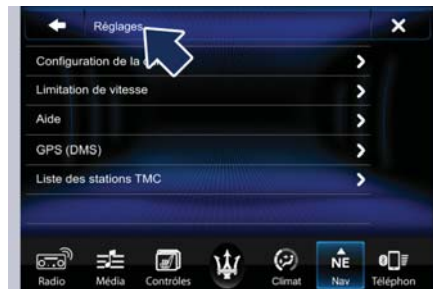 Réglages
Configuration de la
Limitation de vitesse
Aide
GPS (DMS)
Liste des stations TMC
Radio
Média
Contrôles
Climat
NE
Nav
Téléphon